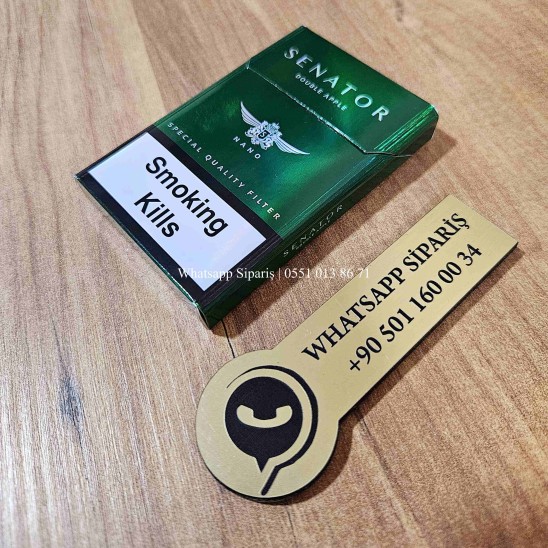 SENATOR
DOUBLE APPLE
NANO
SPECIAL QUALITY FILTER
Smoking
Kills
SENATOR
Whatsapp Sipariş | 0551 013 86 71
WHATSAPP SİPARİŞ
+90 501 160 00 34